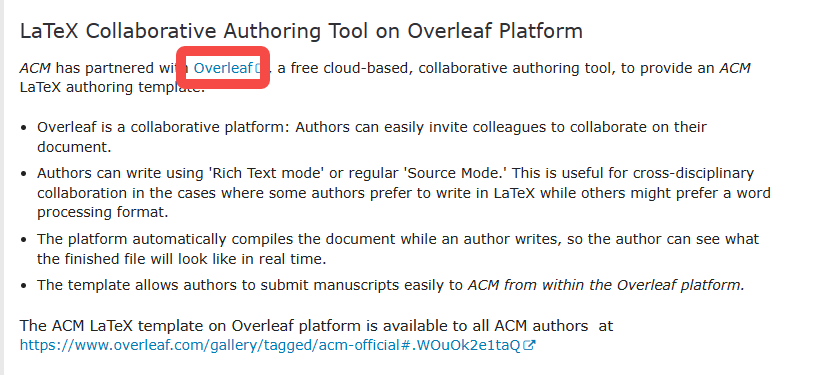 LaTeX Collaborative Authoring Tool on Overleaf Platform
ACM has partnered with Overleaf, a free cloud-based, collaborative authoring tool, to provide an ACM
LaTeX authoring template.
• Overleaf is a collaborative platform: Authors can easily invite colleagues to collaborate on their
document.
• Authors can write using 'Rich Text mode' or regular 'Source Mode.' This is useful for cross-disciplinary
collaboration in the cases where some authors prefer to write in LaTeX while others might prefer a word
processing format.
• The platform automatically compiles the document while an author writes, so the author can see what
the finished file will look like in real time.
• The template allows authors to submit manuscripts easily to ACM from within the Overleaf platform.
The ACM LaTeX template on Overleaf platform is available to all ACM authors  at
https://www.overleaf.com/gallery/tagged/acm-official#.WOuOk2e1taQ